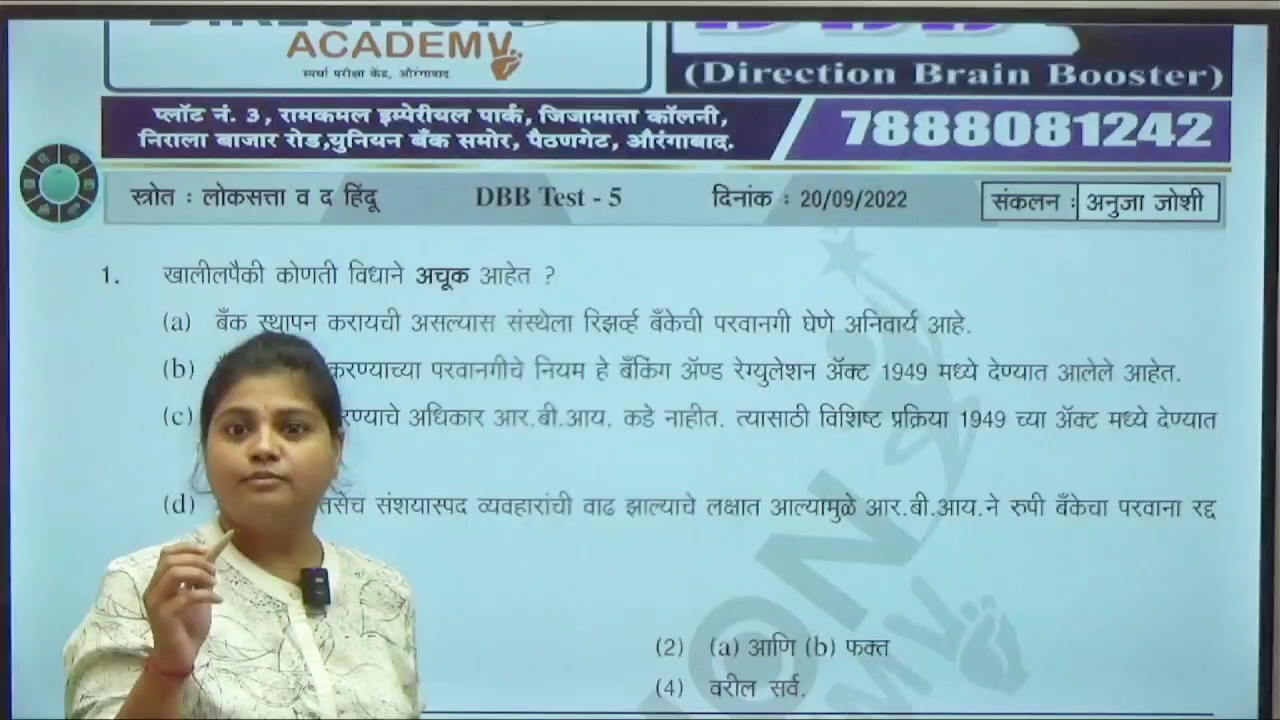 DIRECTION
ACADEMY
स्पर्धा परीक्षा केंद्र, औरंगाबाद
(Direction Brain Booster)
प्लॉट नं. 3, रामकमल इम्पेरीयल पार्क, जिजामाता कॉलनी,
निराला बाजार रोड,युनियन बँक समोर, पैठणगेट, औरंगाबाद.
7888081242
स्त्रोत : लोकसत्ता व द हिंदू DBB Test - 5 दिनांक : 20/09/2022 संकलन : अनुजा जोशी
1. खालीलपैकी कोणती विधाने अचूक आहेत ?
(a) बँक स्थापन करायची असल्यास संस्थेला रिझर्व्ह बँकेची परवानगी घेणे अनिवार्य आहे.
(b) करण्याच्या परवानगीचे नियम हे बँकिंग ॲण्ड रेग्युलेशन ॲक्ट 1949 मध्ये देण्यात आलेले आहेत.
(c) रण्याचे अधिकार आर.बी.आय. कडे नाहीत. त्यासाठी विशिष्ट प्रक्रिया 1949 च्या ॲक्ट मध्ये देण्यात
(d) तसेच संशयास्पद व्यवहारांची वाढ झाल्याचे लक्षात आल्यामुळे आर.बी.आय.ने रुपी बँकेचा परवाना रद्द
(2) (a) आणि (b) फक्त
(4) वरील सर्व.